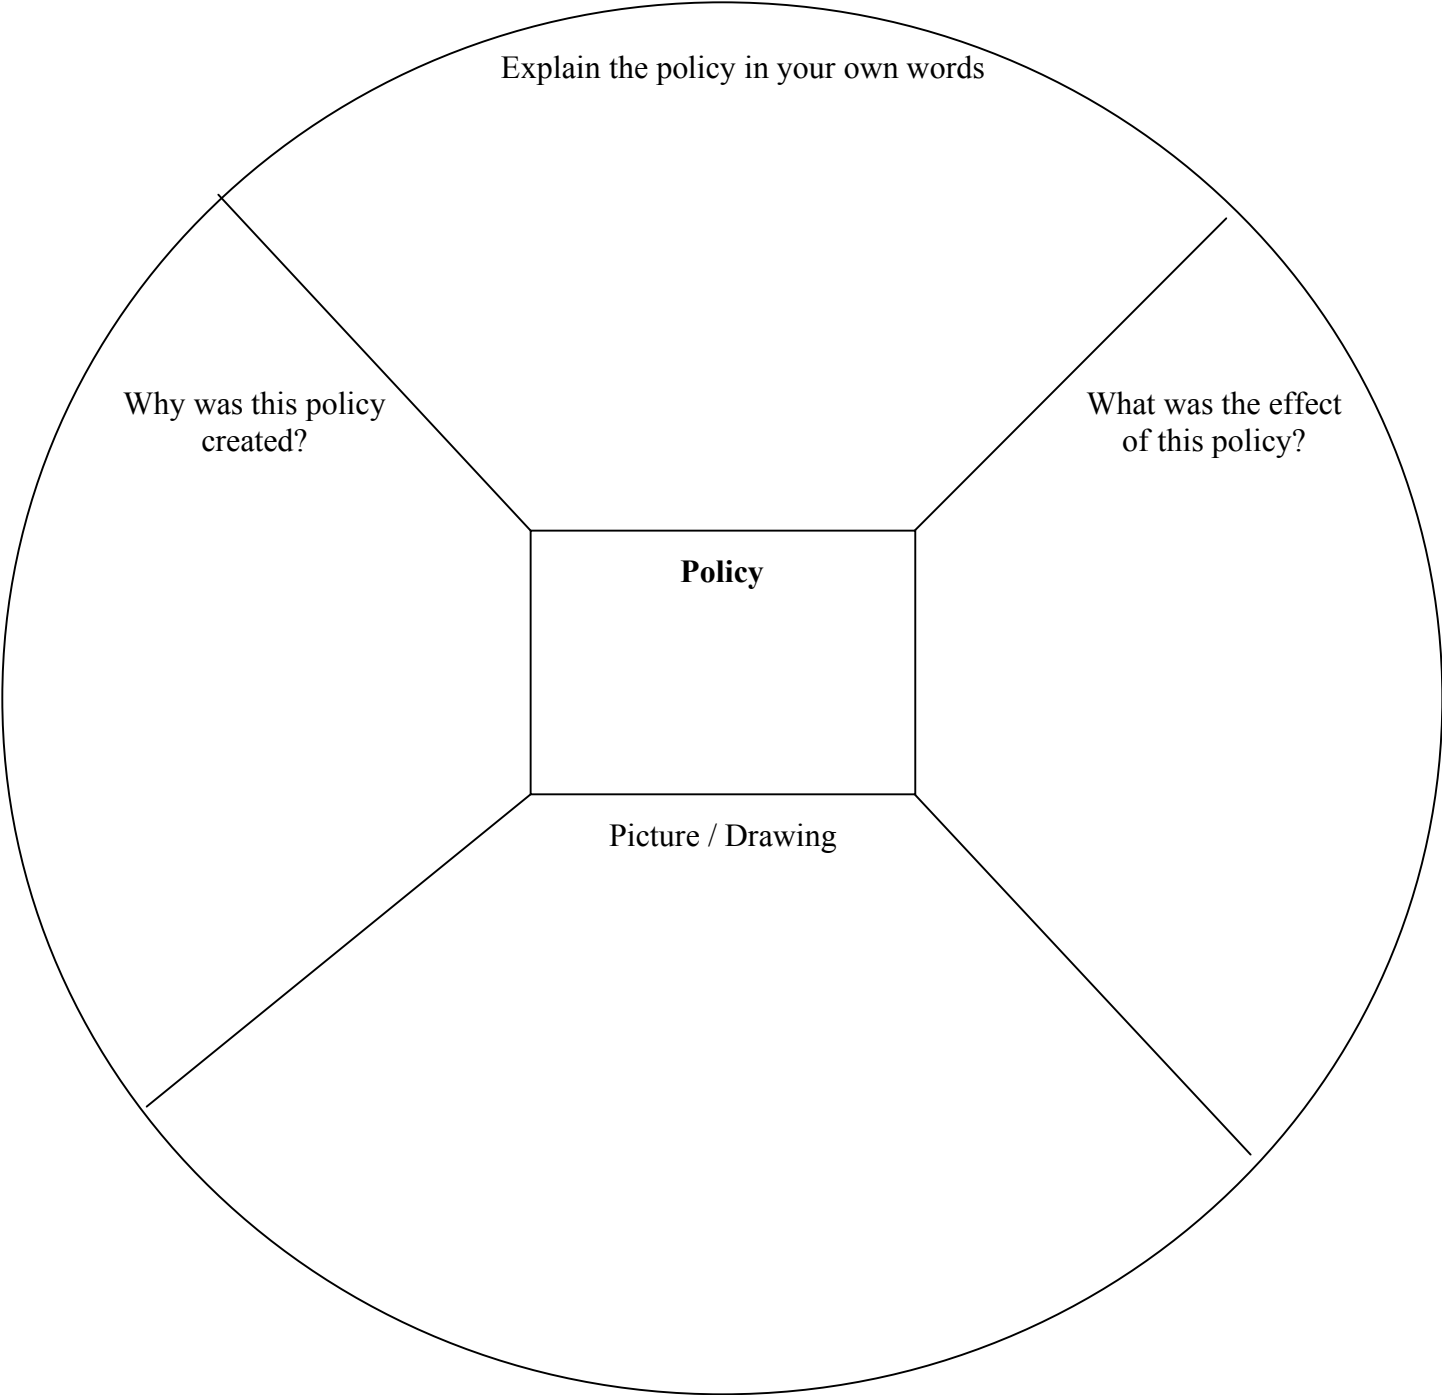 Explain the policy in your own words
Why was this policy
created?
What was the effect
of this policy?
Policy
Picture / Drawing